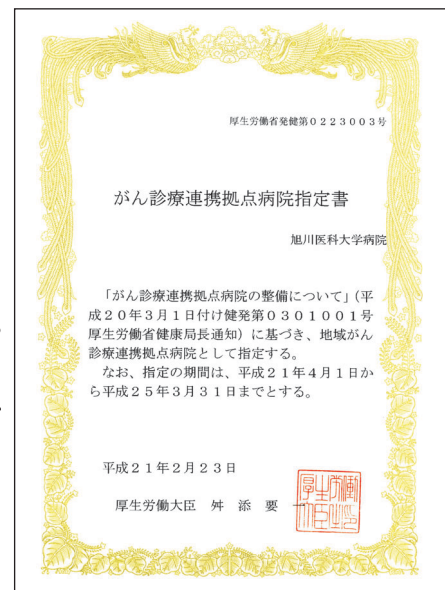 厚生労働省発健第０２２３００３号
がん診療連携拠点病院指定書
旭川医科大学病院
「がん診療連携拠点病院の整備について」（平
成２０年３月１日付け健発第０３０１００１号
厚生労働省健康局長通知）に基づき、地域がん
診療連携拠点病院として指定する。
なお、指定の期間は、平成２１年４月１日か
ら平成２５年３月３１日までとする。
平成２１年２月２３日
厚生労働大臣　舛　添　要　一